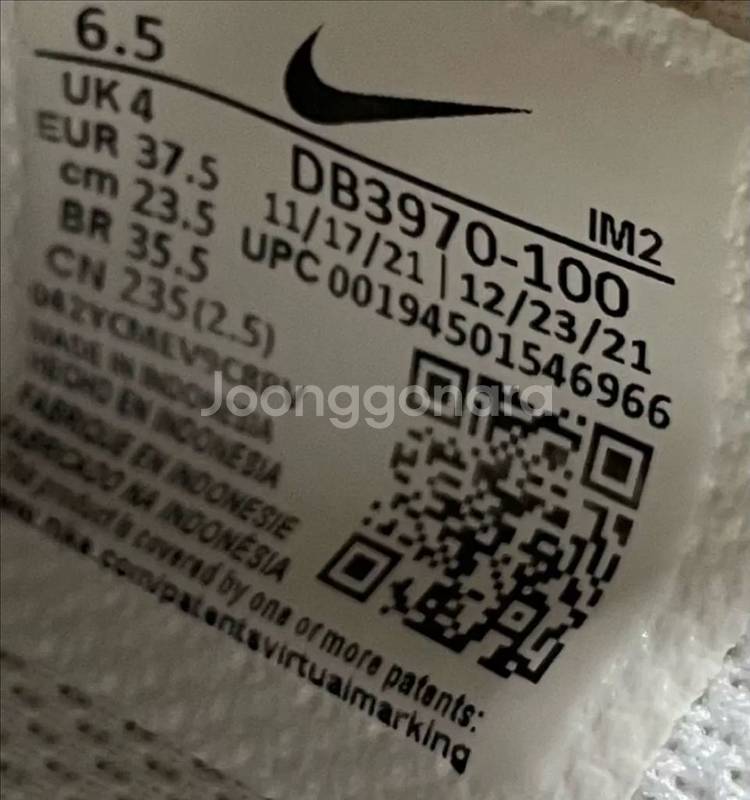 6.5
UK 4
EUR 37.5
cm 23.5
BR 35.5
CN 235(2.5)
DB3970-100
IM2
11/17/21 | 12/23/21
UPC 00194501546966
MADE IN INDONESIA
HECHO EN INDONESIA
FABRIQUE EN INDONESIE
FABRICADO NA INDONÉSIA
This product is covered by one or more patents:
www.nike.com/patentsvirtualmarking
Joonggonara